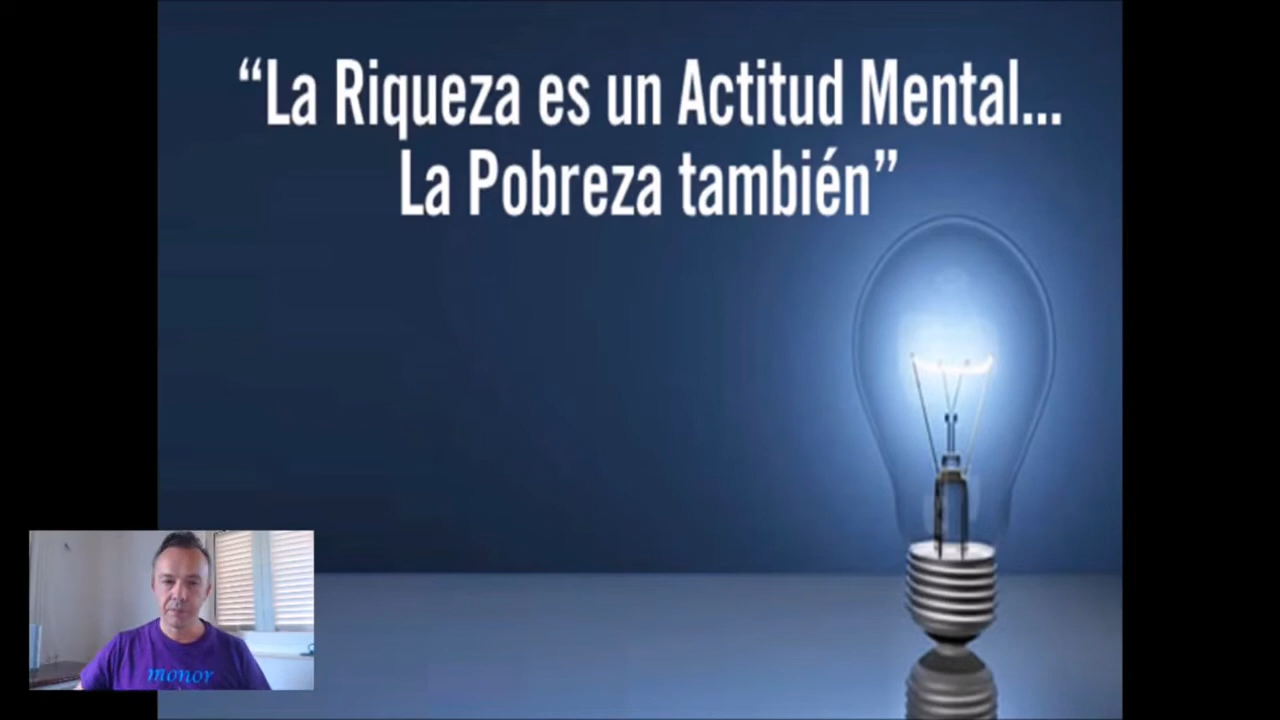 “La Riqueza es un Actitud Mental...
La Pobreza también”
monor